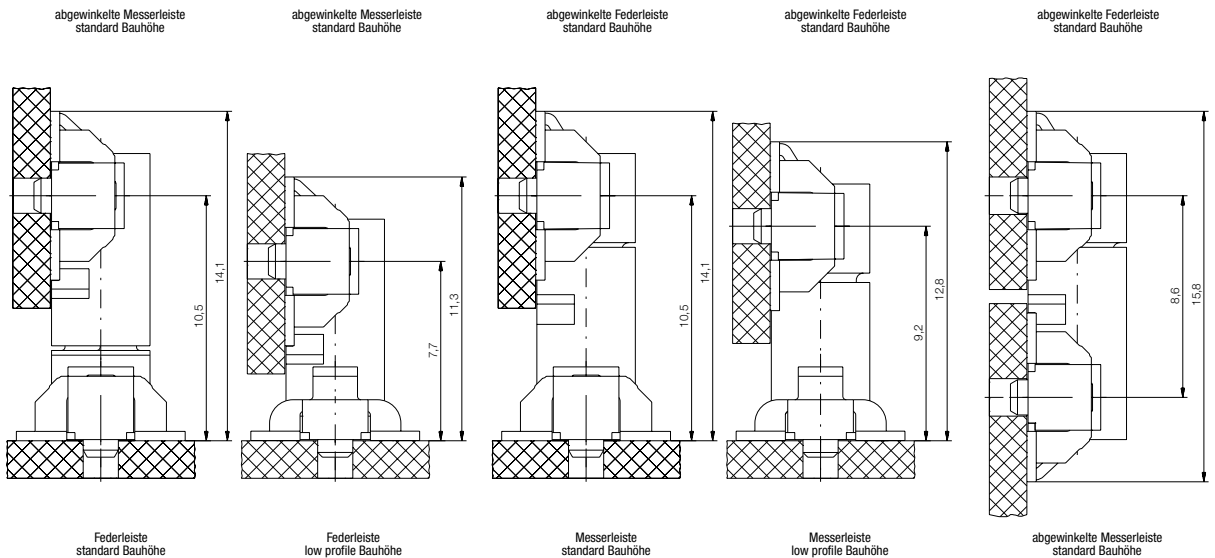 abgewinkelte Messerleiste
standard Bauhöhe
abgewinkelte Messerleiste
standard Bauhöhe
abgewinkelte Federleiste
standard Bauhöhe
abgewinkelte Federleiste
standard Bauhöhe
abgewinkelte Federleiste
standard Bauhöhe
10,5
14,1
7,7
11,3
10,5
14,1
9,2
12,8
8,6
15,8
Federleiste
standard Bauhöhe
Federleiste
low profile Bauhöhe
Messerleiste
standard Bauhöhe
Messerleiste
low profile Bauhöhe
abgewinkelte Messerleiste
standard Bauhöhe